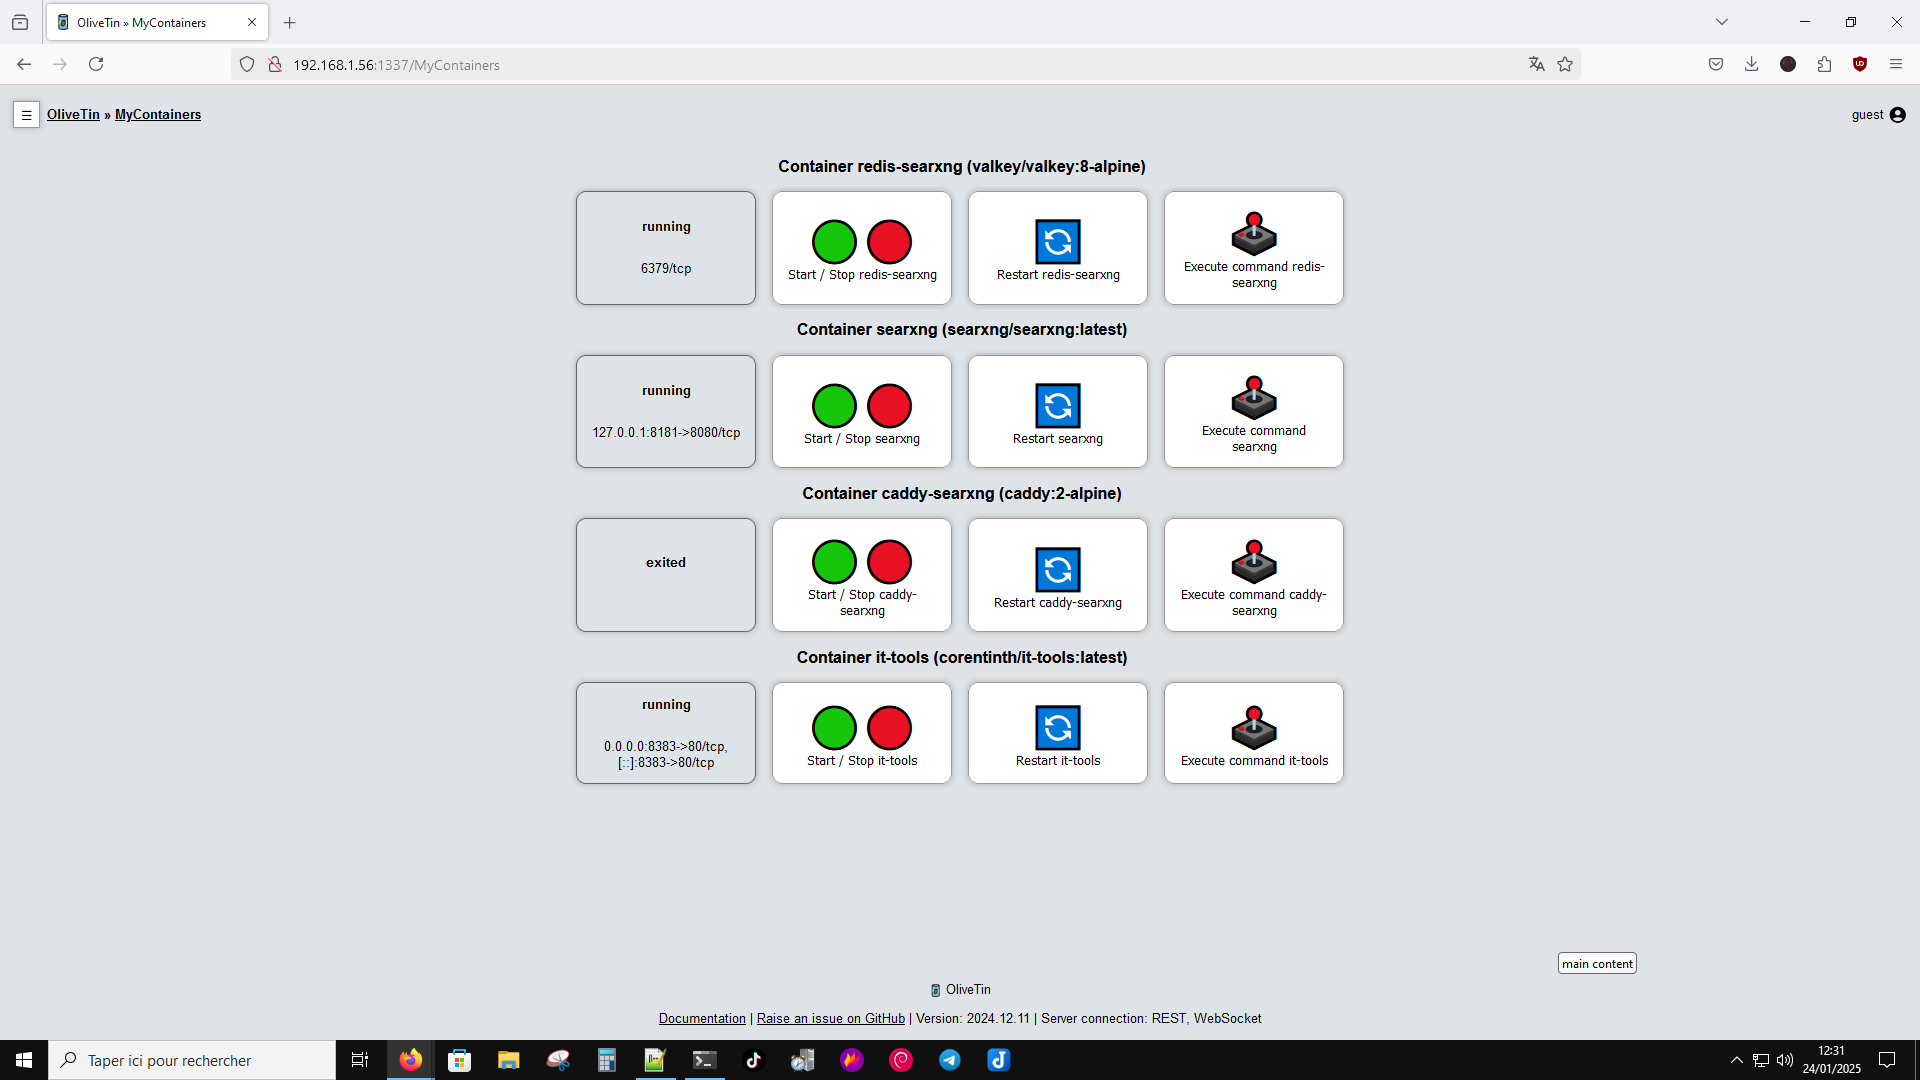 OliveTin » MyContainers
192.168.1.56:1337/MyContainers
☰ OliveTin » MyContainers
guest
Container redis-searxng (valkey/valkey:8-alpine)
running
6379/tcp
Start / Stop redis-searxng
Restart redis-searxng
Execute command redis-
searxng
Container searxng (searxng/searxng:latest)
running
127.0.0.1:8181->8080/tcp
Start / Stop searxng
Restart searxng
Execute command
searxng
Container caddy-searxng (caddy:2-alpine)
exited
Start / Stop caddy-
searxng
Restart caddy-searxng
Execute command caddy-
searxng
Container it-tools (corentinth/it-tools:latest)
running
0.0.0.0:8383->80/tcp,
[::]:8383->80/tcp
Start / Stop it-tools
Restart it-tools
Execute command it-tools
main content
OliveTin
Documentation | Raise an issue on GitHub | Version: 2024.12.11 | Server connection: REST, WebSocket
Taper ici pour rechercher
12:31
24/01/2025